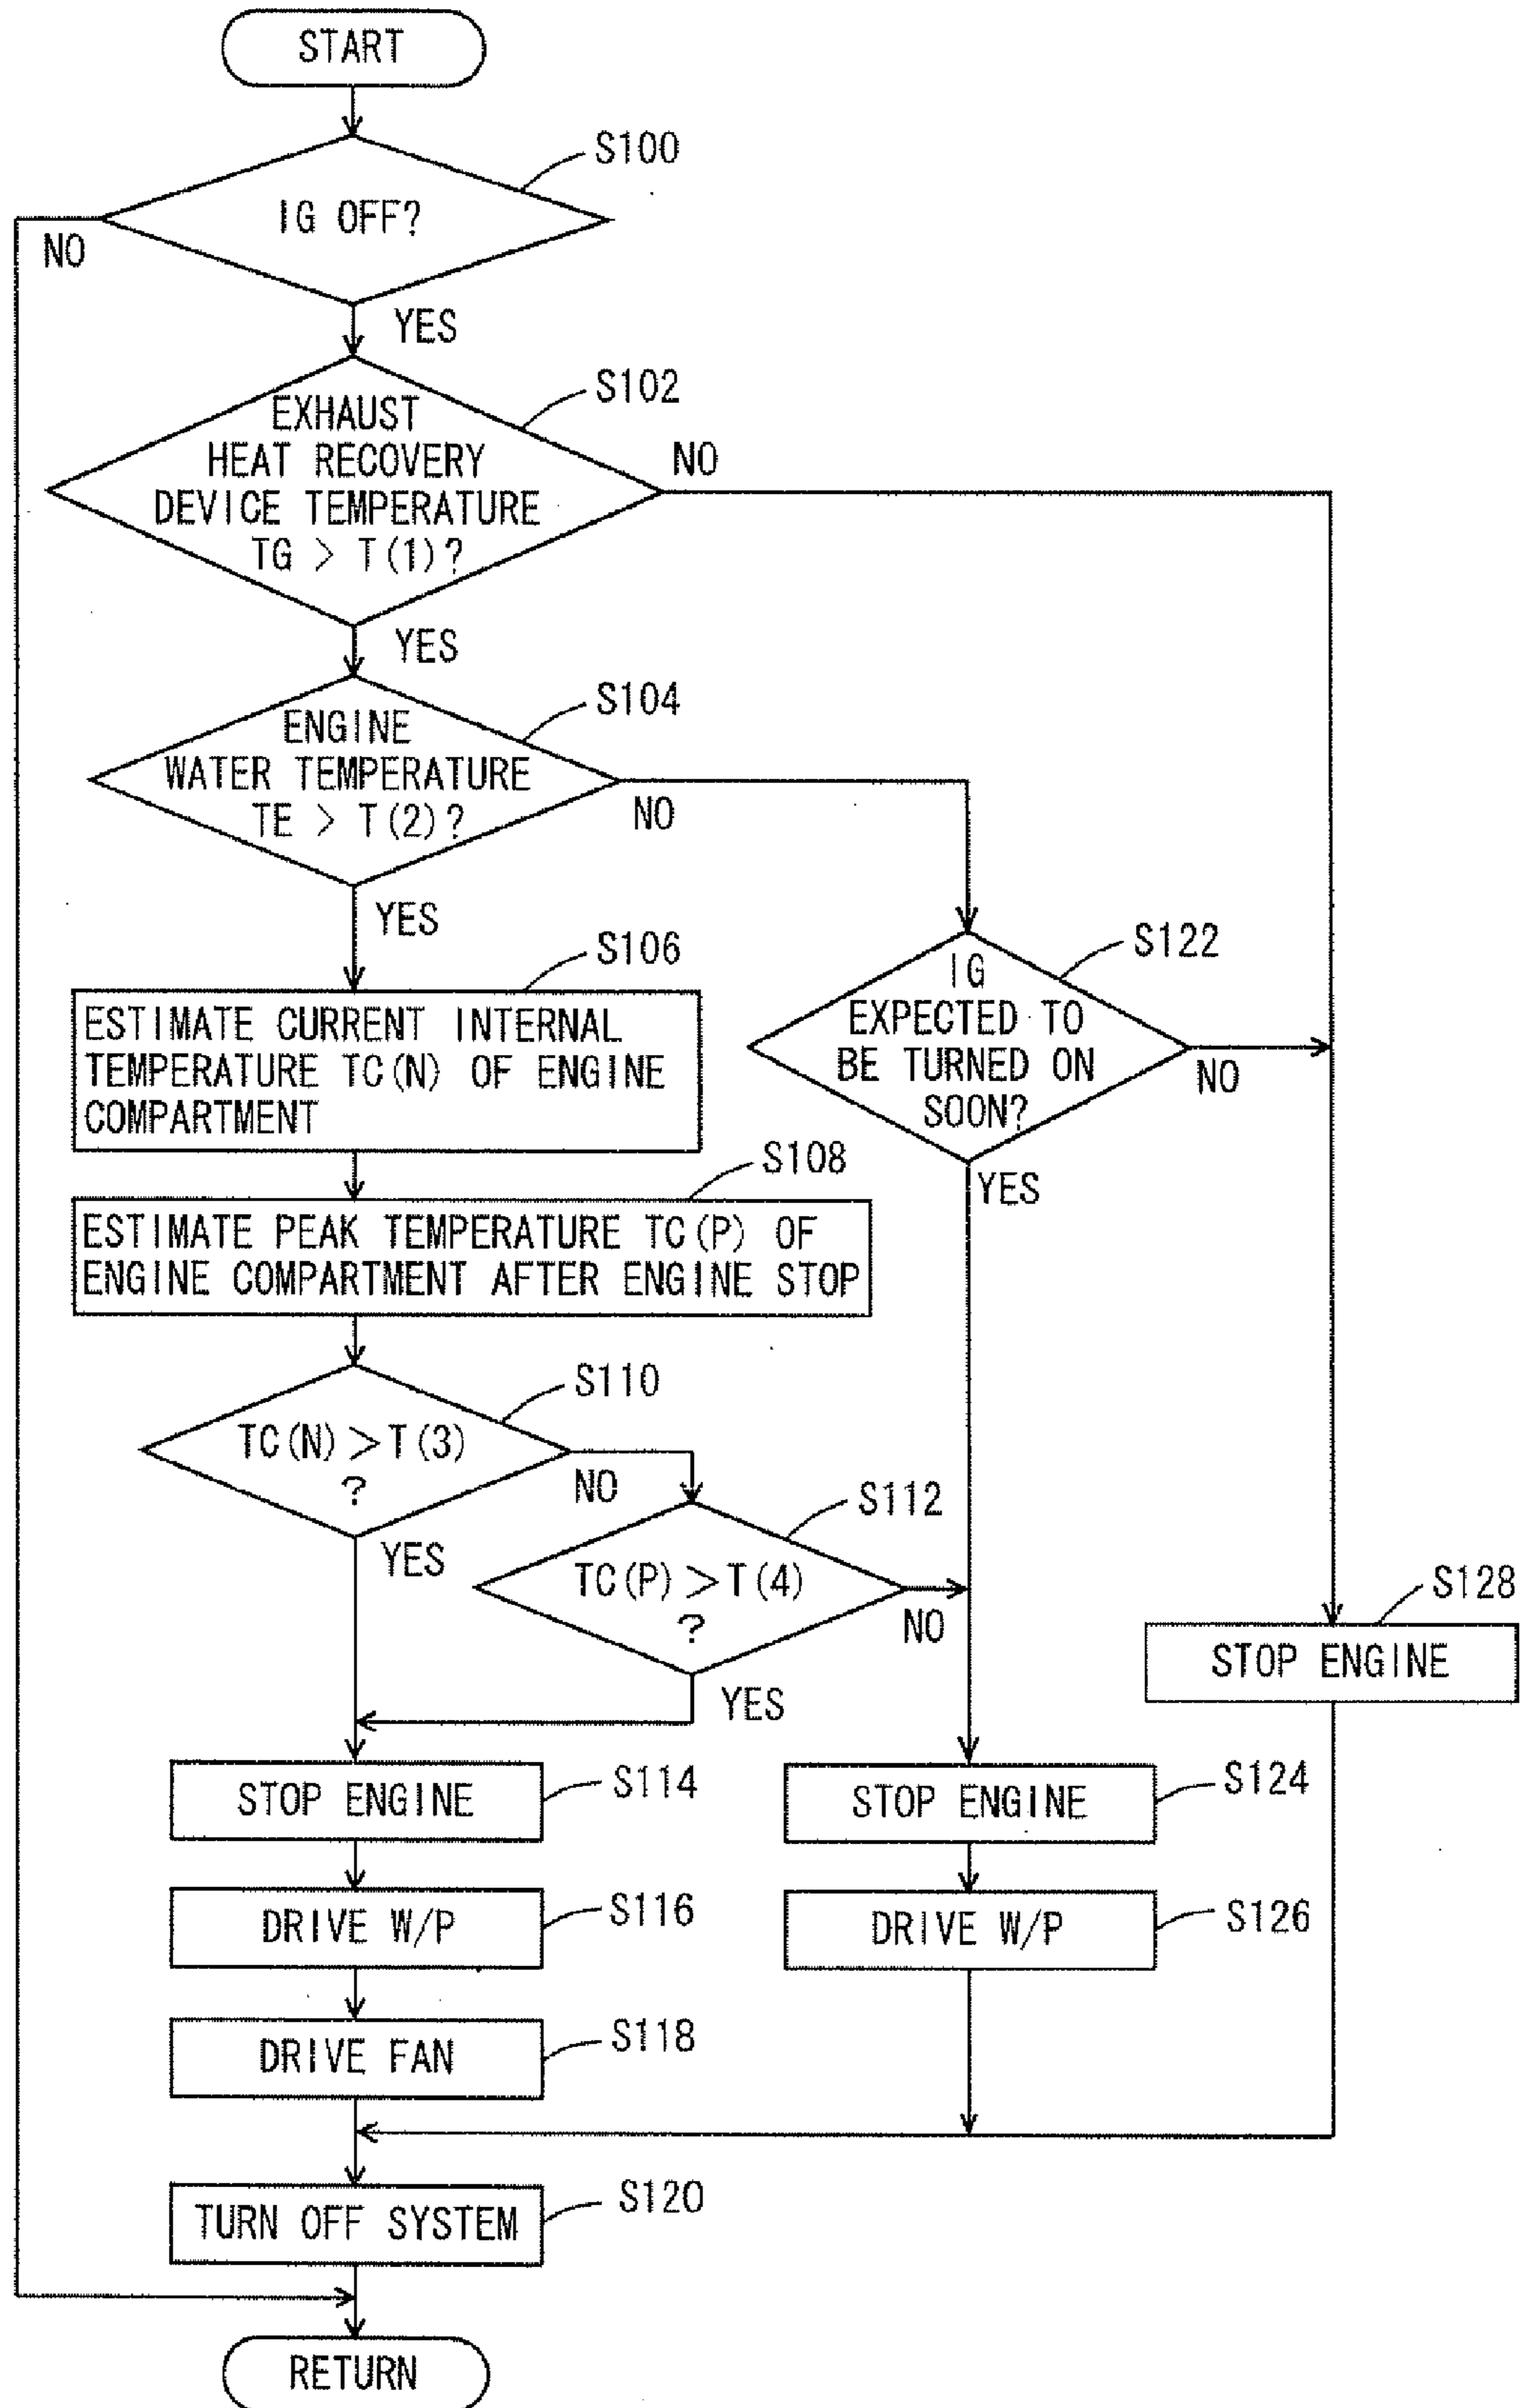 START
S100
IG OFF?
NO
YES
S102
EXHAUST
HEAT RECOVERY
DEVICE TEMPERATURE
TG > T(1)?
NO
YES
S104
ENGINE
WATER TEMPERATURE
TE > T(2)?
NO
YES
S106
ESTIMATE CURRENT INTERNAL
TEMPERATURE TC(N) OF ENGINE
COMPARTMENT
S122
IG
EXPECTED TO
BE TURNED ON
SOON?
NO
YES
S108
ESTIMATE PEAK TEMPERATURE TC(P) OF
ENGINE COMPARTMENT AFTER ENGINE STOP
S110
TC(N) > T(3)
?
NO
YES
S112
TC(P) > T(4)
?
NO
YES
S128
STOP ENGINE
STOP ENGINE
S114
STOP ENGINE
S124
DRIVE W/P
S116
DRIVE W/P
S126
DRIVE FAN
S118
TURN OFF SYSTEM
S120
RETURN